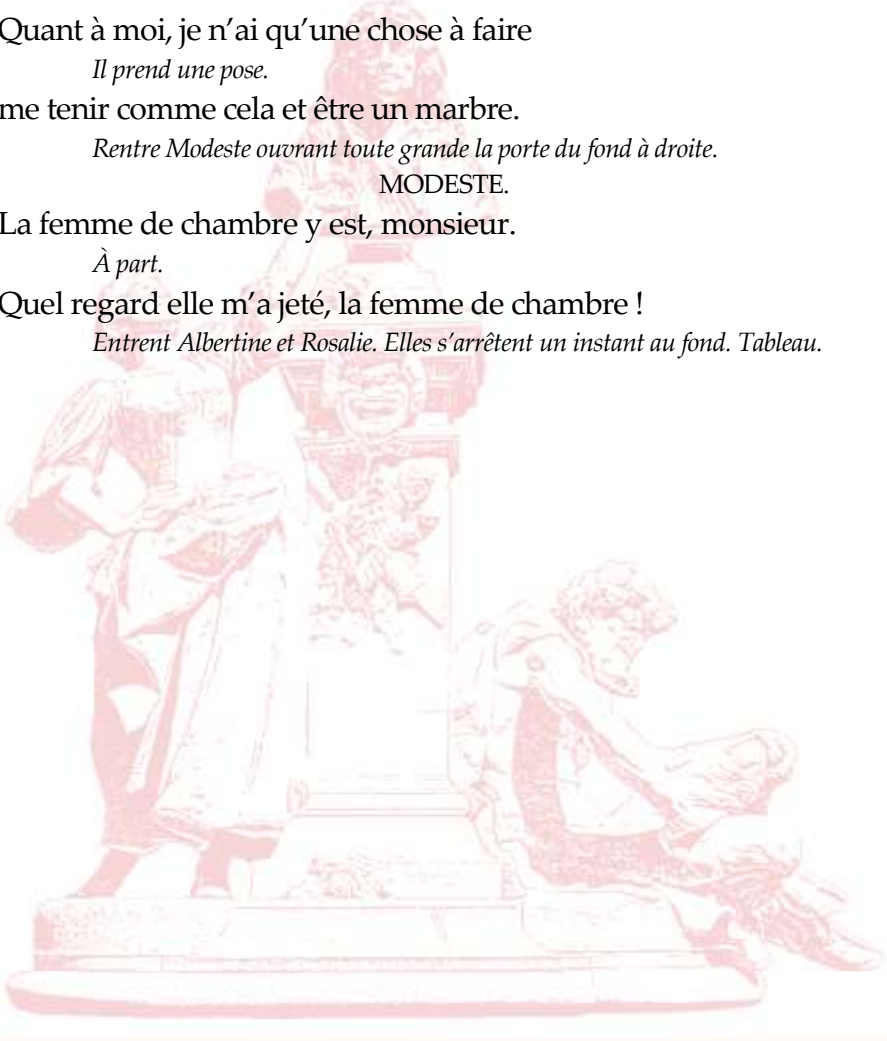 Quant à moi, je n’ai qu’une chose à faire
Il prend une pose.
me tenir comme cela et être un marbre.
Rentre Modeste ouvrant toute grande la porte du fond à droite.
MODESTE.
La femme de chambre y est, monsieur.
À part.
Quel regard elle m’a jeté, la femme de chambre !
Entrent Albertine et Rosalie. Elles s’arrêtent un instant au fond. Tableau.